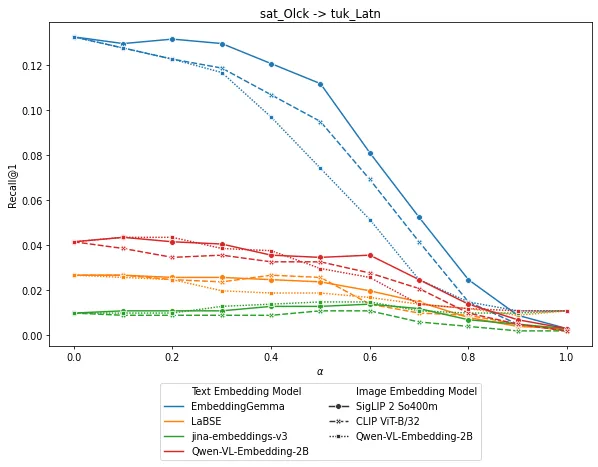 sat_Olck -> tuk_Latn
Recall@1
0.12
0.10
0.08
0.06
0.04
0.02
0.00
0.0 0.2 0.4 0.6 0.8 1.0
α
Text Embedding Model Image Embedding Model
EmbeddingGemma SigLIP 2 So400m
LaBSE CLIP ViT-B/32
jina-embeddings-v3 Qwen-VL-Embedding-2B
Qwen-VL-Embedding-2B